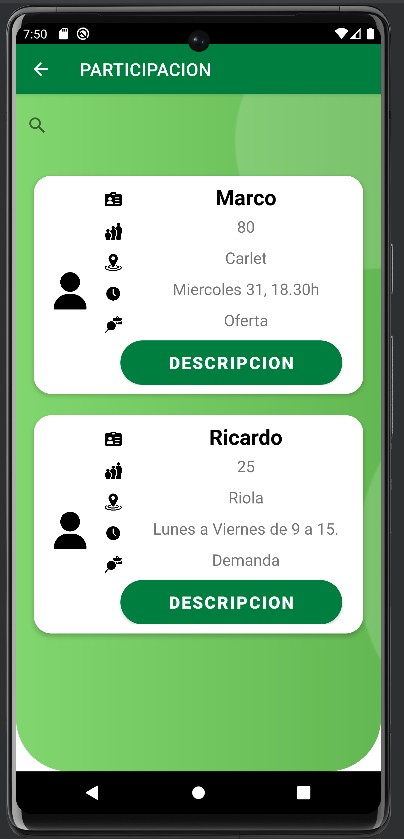 7:50
PARTICIPACION
Marco
80
Carlet
Miercoles 31, 18.30h
Oferta
DESCRIPCION
Ricardo
25
Riola
Lunes a Viernes de 9 a 15.
Demanda
DESCRIPCION